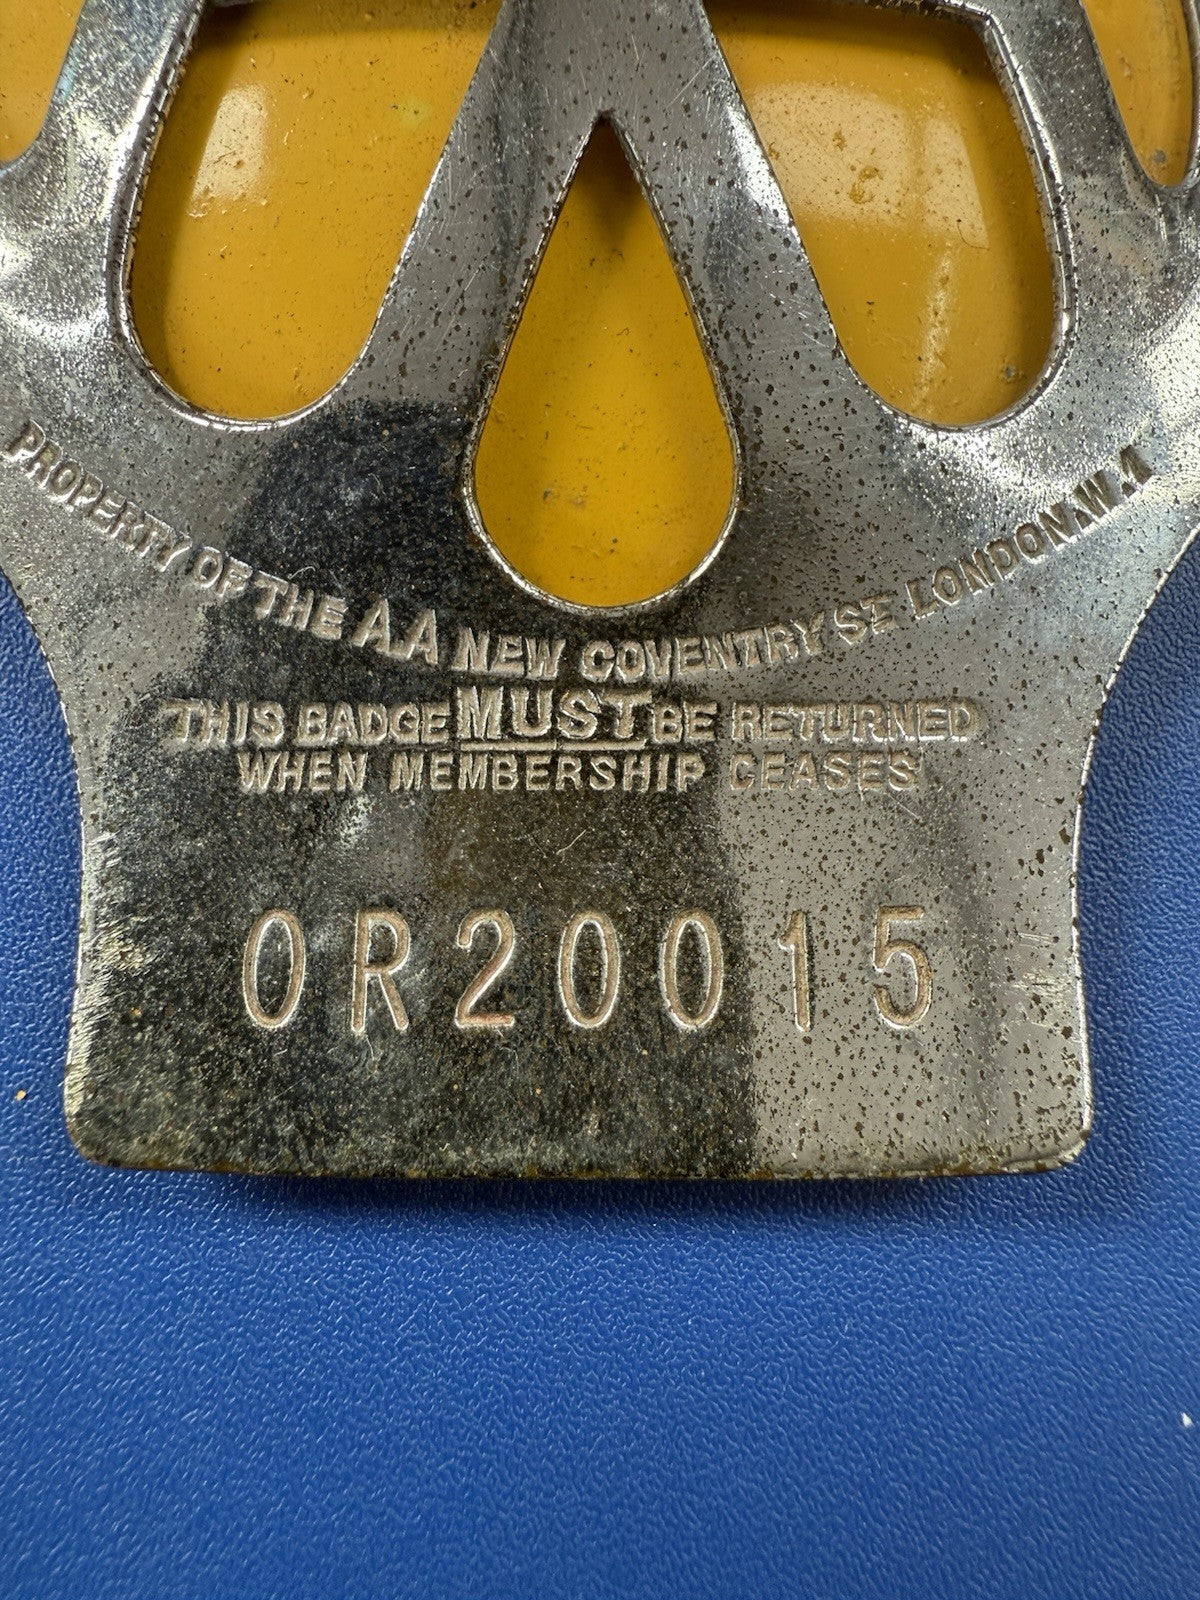 PROPERTY OF THE A.A NEW COVENTRY ST LONDON.W.1
THIS BADGE MUST BE RETURNED
WHEN MEMBERSHIP CEASES
0R20015